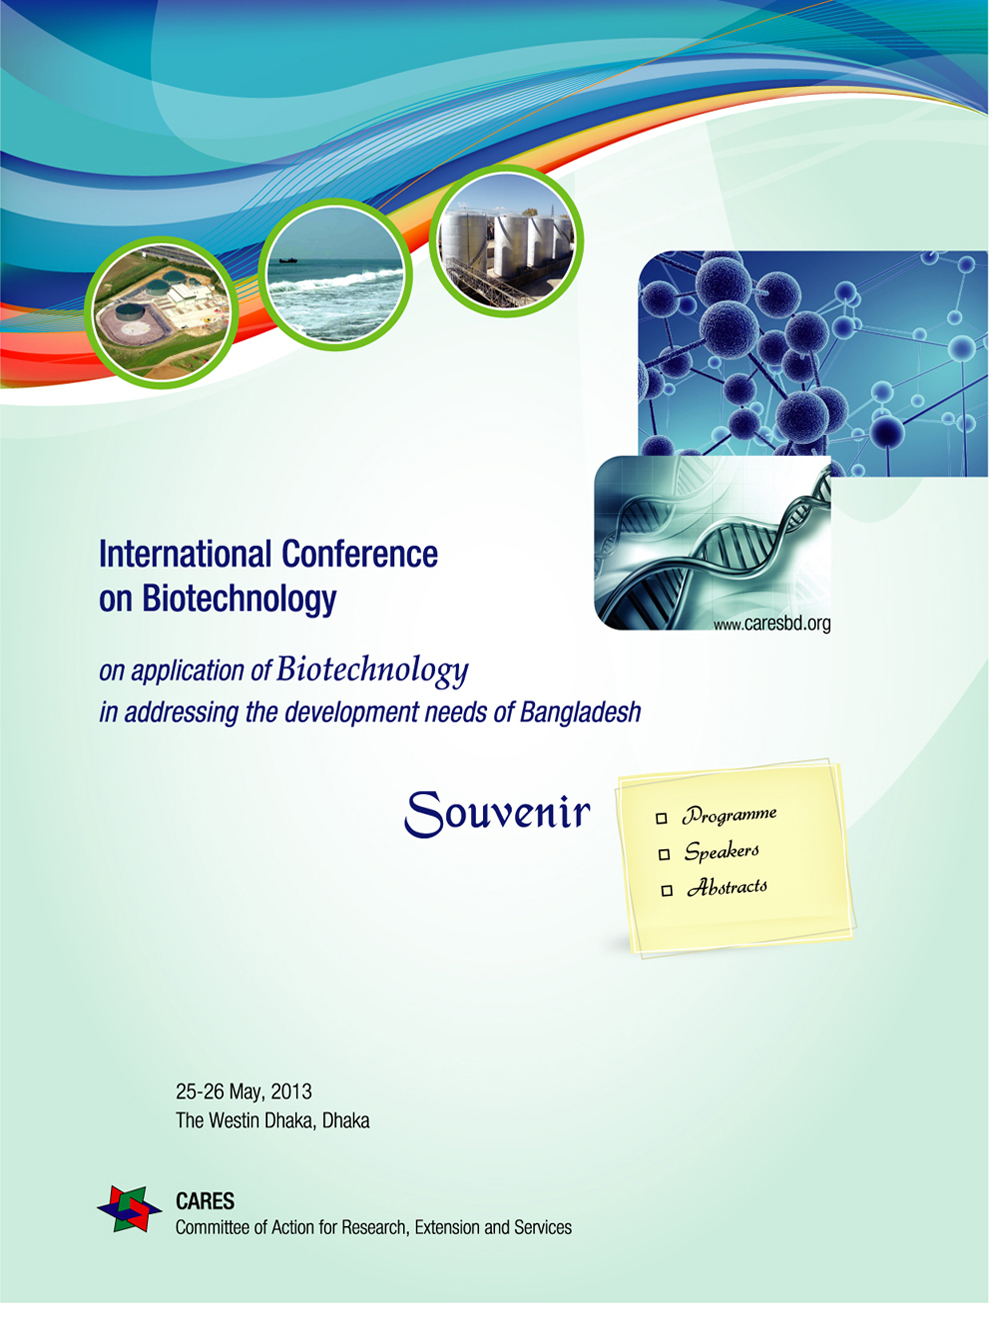 International Conference
on Biotechnology
www.caresbd.org
on application of Biotechnology
in addressing the development needs of Bangladesh
Souvenir
Programme
Speakers
Abstracts
25-26 May, 2013
The Westin Dhaka, Dhaka
CARES
Committee of Action for Research, Extension and Services